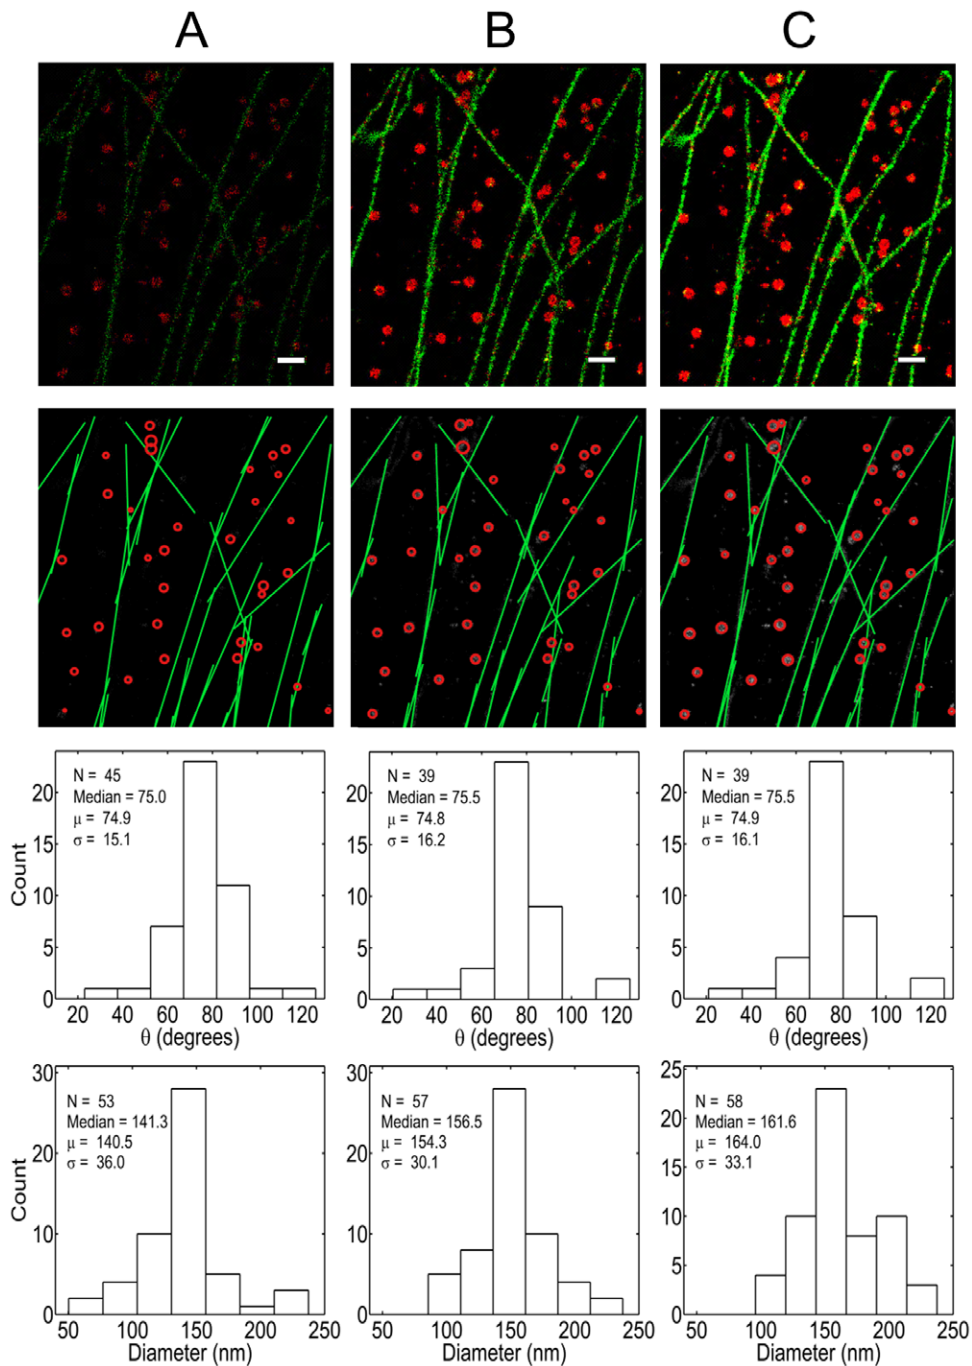 A B C
N = 45
Median = 75.0
μ = 74.9
σ = 15.1
Count
20
15
10
5
0
20 40 60 80 100 120
θ (degrees)
N = 39
Median = 75.5
μ = 74.8
σ = 16.2
20
15
10
5
0
20 40 60 80 100 120
θ (degrees)
N = 39
Median = 75.5
μ = 74.9
σ = 16.1
20
15
10
5
0
20 40 60 80 100 120
θ (degrees)
N = 53
Median = 141.3
μ = 140.5
σ = 36.0
Count
30
20
10
0
50 100 150 200 250
Diameter (nm)
N = 57
Median = 156.5
μ = 154.3
σ = 30.1
30
20
10
0
50 100 150 200 250
Diameter (nm)
N = 58
Median = 161.6
μ = 164.0
σ = 33.1
25
20
15
10
5
0
50 100 150 200 250
Diameter (nm)